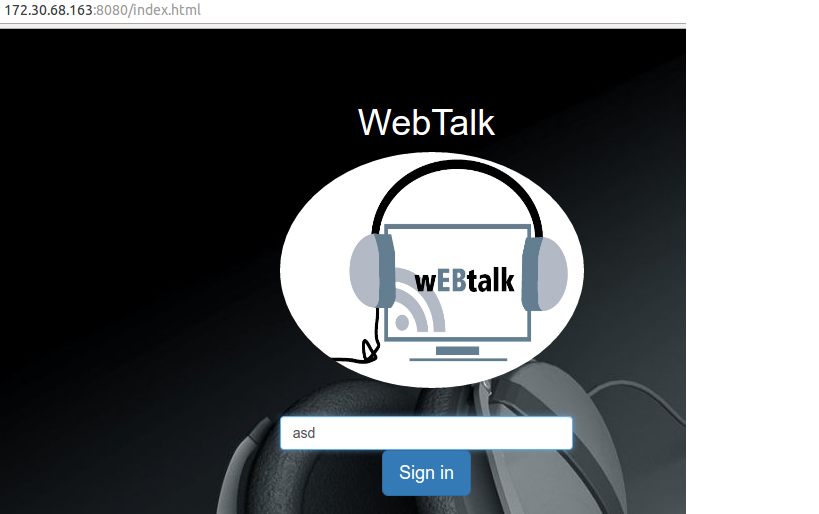 172.30.68.163:8080/index.html
WebTalk
wEBtalk
asd
Sign in